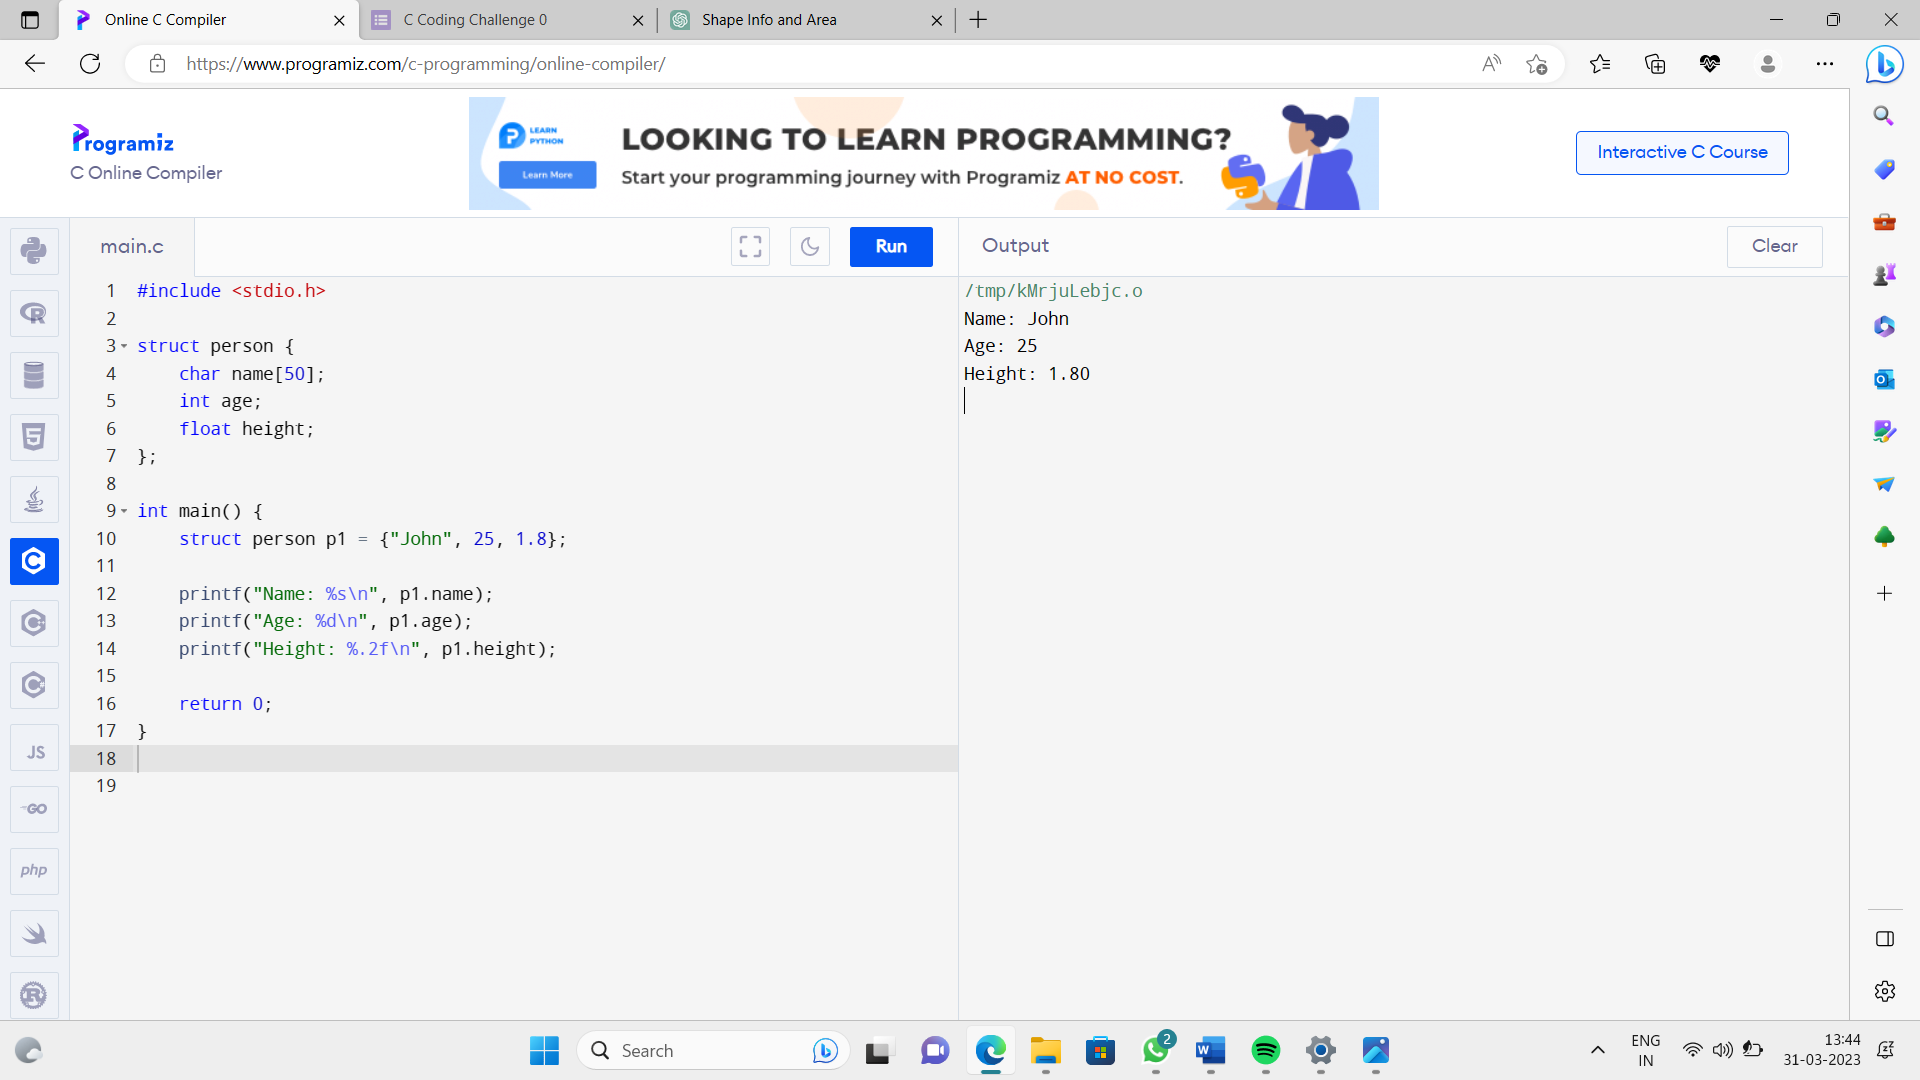 Online C Compiler
C Coding Challenge 0
Shape Info and Area
https://www.programiz.com/c-programming/online-compiler/
Programiz
C Online Compiler
LEARN
PYTHON
Learn More
LOOKING TO LEARN PROGRAMMING?
Start your programming journey with Programiz AT NO COST.
Interactive C Course
main.c
Run
Output
Clear
1 #include <stdio.h>
2
3 struct person {
4     char name[50];
5     int age;
6     float height;
7 };
8
9 int main() {
10     struct person p1 = {"John", 25, 1.8};
11
12     printf("Name: %s\n", p1.name);
13     printf("Age: %d\n", p1.age);
14     printf("Height: %.2f\n", p1.height);
15
16     return 0;
17 }
18
19
/tmp/kMrjuLebjc.o
Name: John
Age: 25
Height: 1.80
JS
GO
php
Search
2
ENG
IN
13:44
31-03-2023